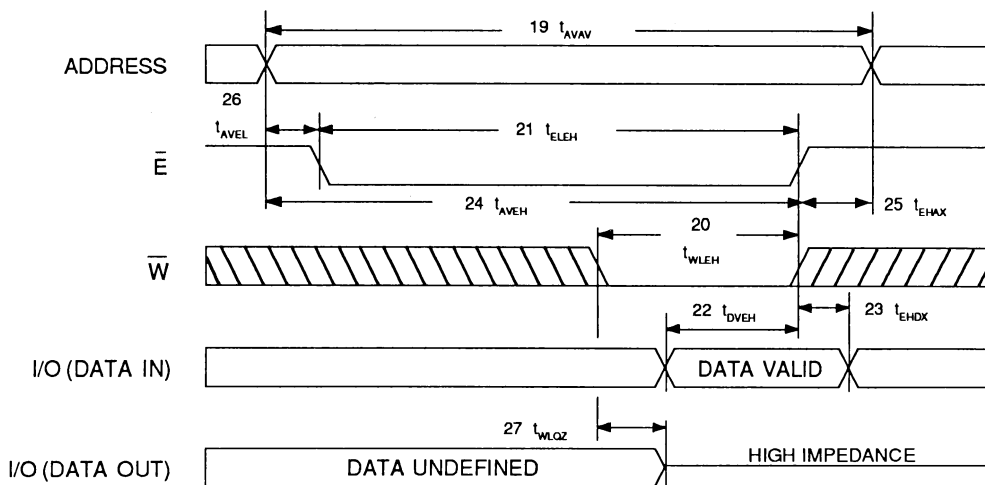 19 tAVAV
ADDRESS
26
tAVEL
21 tELEH
E̅
24 tAVEH
25 tEHAX
20
tWLEH
W̅
22 tDVEH
23 tEHDX
I/O (DATA IN)
DATA VALID
27 tWLQZ
I/O (DATA OUT)
DATA UNDEFINED
HIGH IMPEDANCE